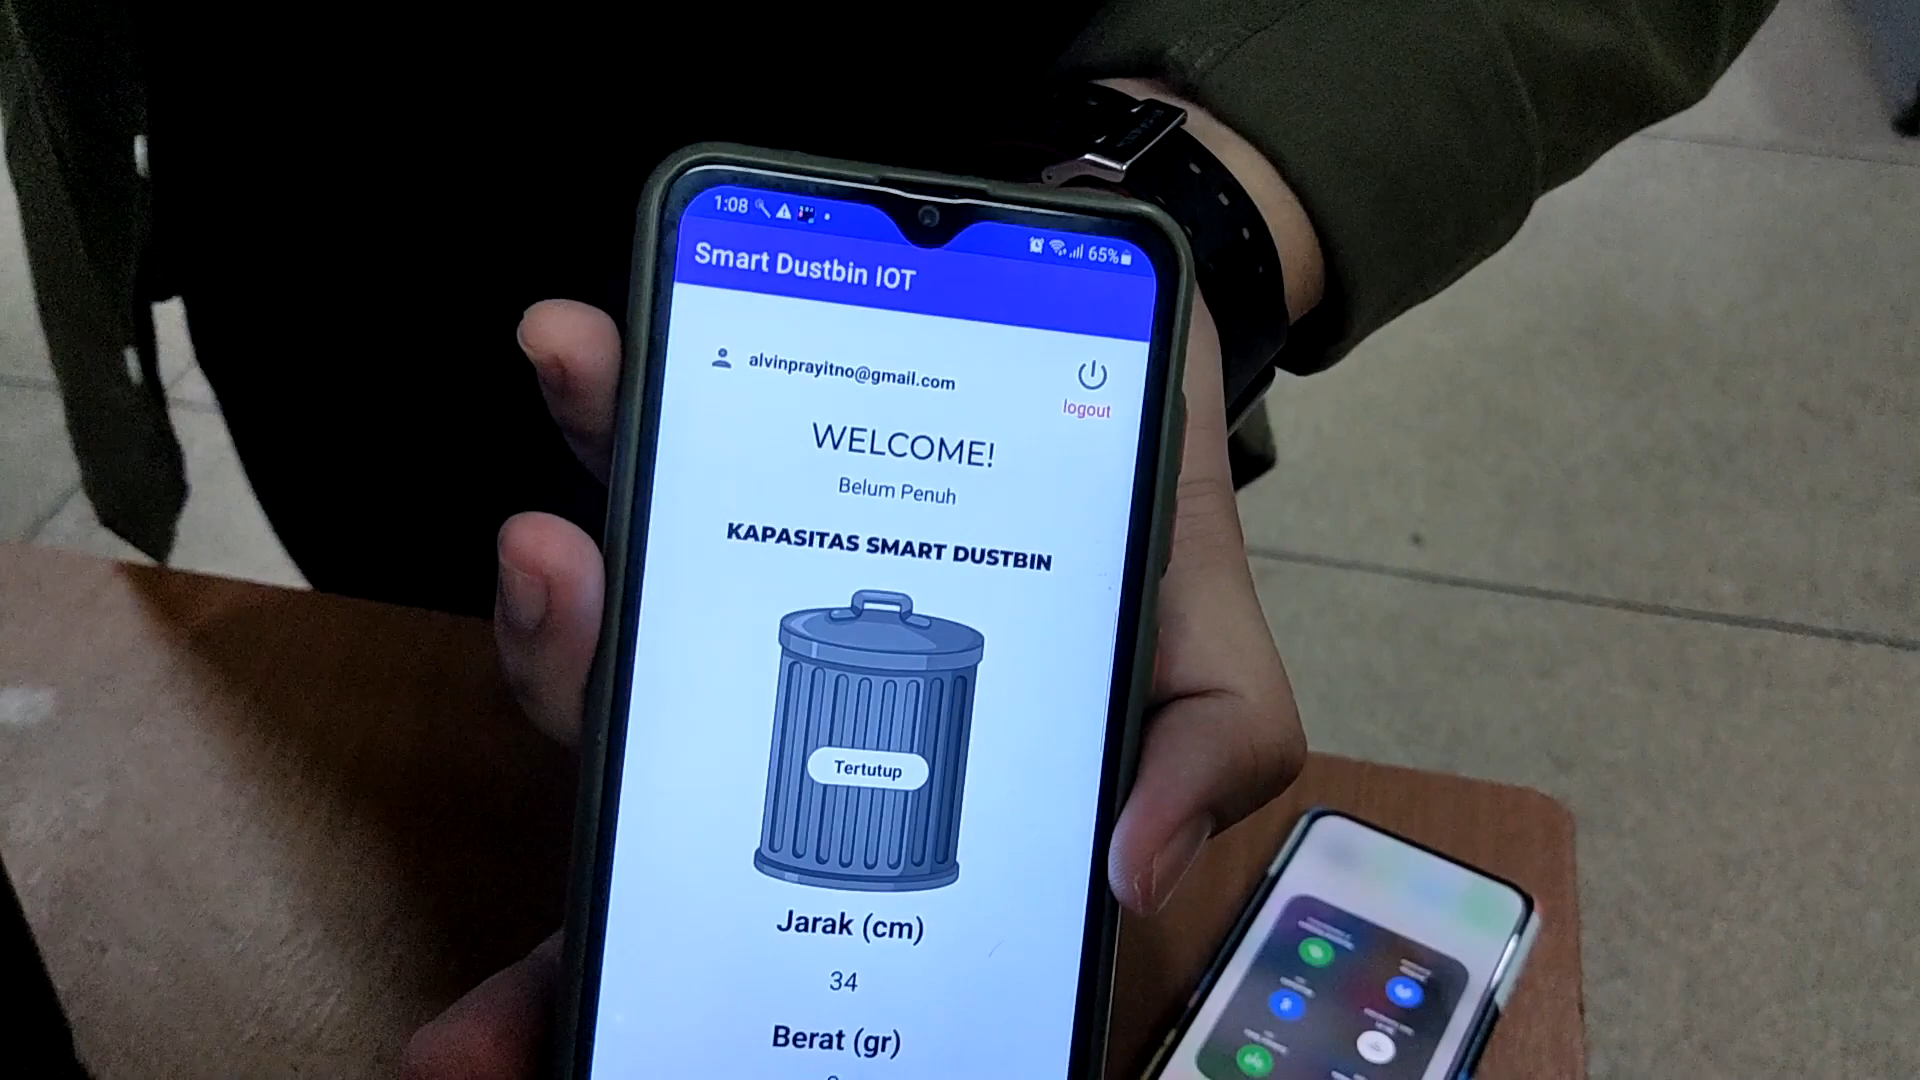 1:08
65%
Smart Dustbin IOT
alvinprayitno@gmail.com
logout
WELCOME!
Belum Penuh
KAPASITAS SMART DUSTBIN
Tertutup
Jarak (cm)
34
Berat (gr)